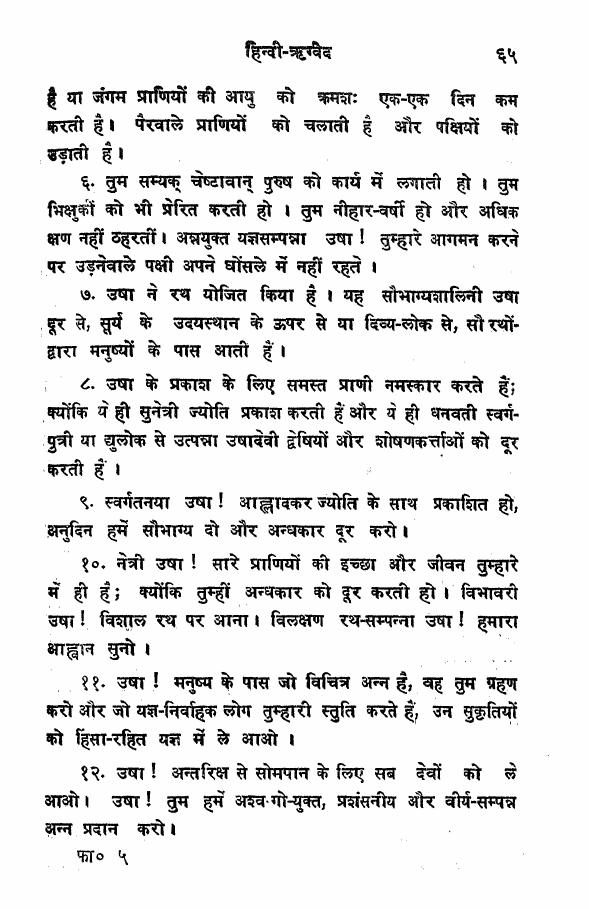 हिन्दी-ऋग्वेद ६५
है या जंगम प्राणियों की आयु को क्रमशः एक-एक दिन कम
करती है। पैरवाले प्राणियों को चलाती है और पक्षियों को
उड़ाती है।
६. तुम सम्यक् चेष्टावान् पुरुष को कार्य में लगाती हो। तुम
भिक्षुकों को भी प्रेरित करती हो। तुम नीहार-वर्षी हो और अधिक
क्षण नहीं ठहरतीं। अन्नयुक्त यज्ञसम्पन्ना उषा! तुम्हारे आगमन करने
पर उड़नेवाले पक्षी अपने घोंसले में नहीं रहते।
७. उषा ने रथ योजित किया है। यह सौभाग्यशालिनी उषा
दूर से, सूर्य के उदयस्थान के ऊपर से या दिव्य-लोक से, सौ रथों-
द्वारा मनुष्यों के पास आती हैं।
८. उषा के प्रकाश के लिए समस्त प्राणी नमस्कार करते हैं;
क्योंकि ये ही सुनेत्री ज्योति प्रकाश करती हैं और ये ही धनवती स्वर्ग-
पुत्री या द्युलोक से उत्पन्ना उषादेवी द्वेषियों और शोषणकर्त्ताओं को दूर
करती हैं।
९. स्वर्गतनया उषा! आह्लादकर ज्योति के साथ प्रकाशित हो,
अनुदिन हमें सौभाग्य दो और अन्धकार दूर करो।
१०. नेत्री उषा! सारे प्राणियों की इच्छा और जीवन तुम्हारे
में ही है; क्योंकि तुम्हीं अन्धकार को दूर करती हो। विभावरी
उषा! विशाल रथ पर आना। विलक्षण रथ-सम्पन्ना उषा! हमारा
आह्वान सुनो।
११. उषा! मनुष्य के पास जो विचित्र अन्न है, वह तुम ग्रहण
करो और जो यज्ञ-निर्वाहक लोग तुम्हारी स्तुति करते हैं, उन सुकृतियों
को हिंसा-रहित यज्ञ में ले आओ।
१२. उषा! अन्तरिक्ष से सोमपान के लिए सब देवों को ले
आओ। उषा! तुम हमें अश्व-गो-युक्त, प्रशंसनीय और वीर्य-सम्पन्न
अन्न प्रदान करो।
फा० ५